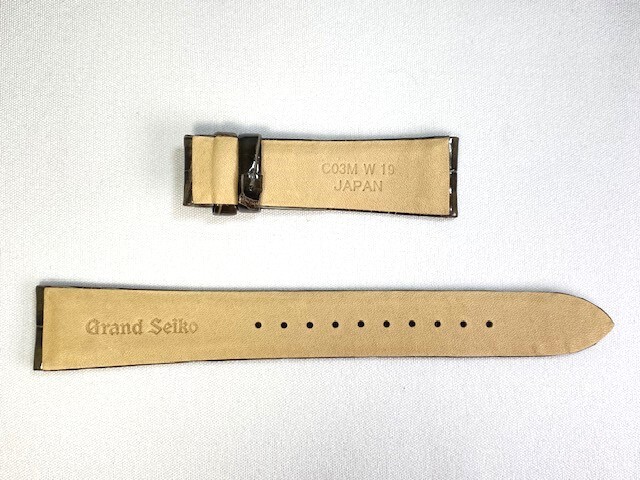 C03M W 19
JAPAN
Grand Seiko